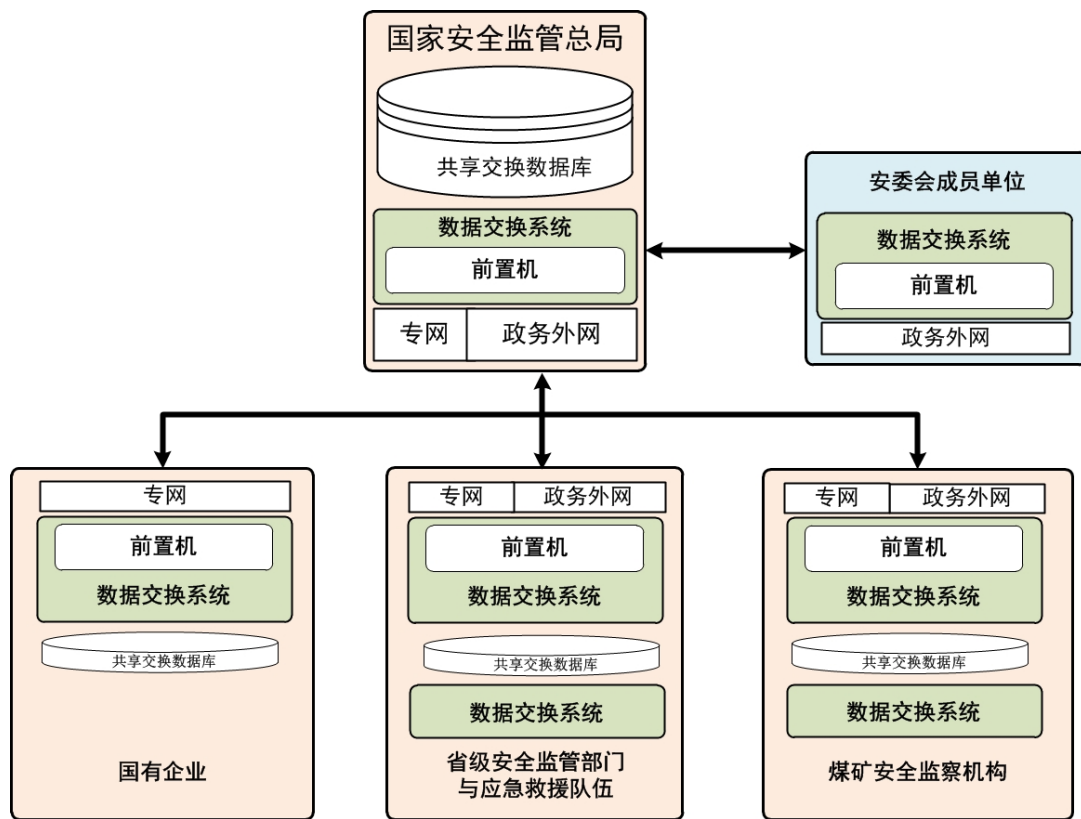 国家安全监管总局
共享交换数据库
数据交换系统
前置机
专网
政务外网
安委会成员单位
数据交换系统
前置机
政务外网
专网
前置机
数据交换系统
共享交换数据库
国有企业
专网
政务外网
前置机
数据交换系统
共享交换数据库
数据交换系统
省级安全监管部门
与应急救援队伍
专网
政务外网
前置机
数据交换系统
共享交换数据库
数据交换系统
煤矿安全监察机构